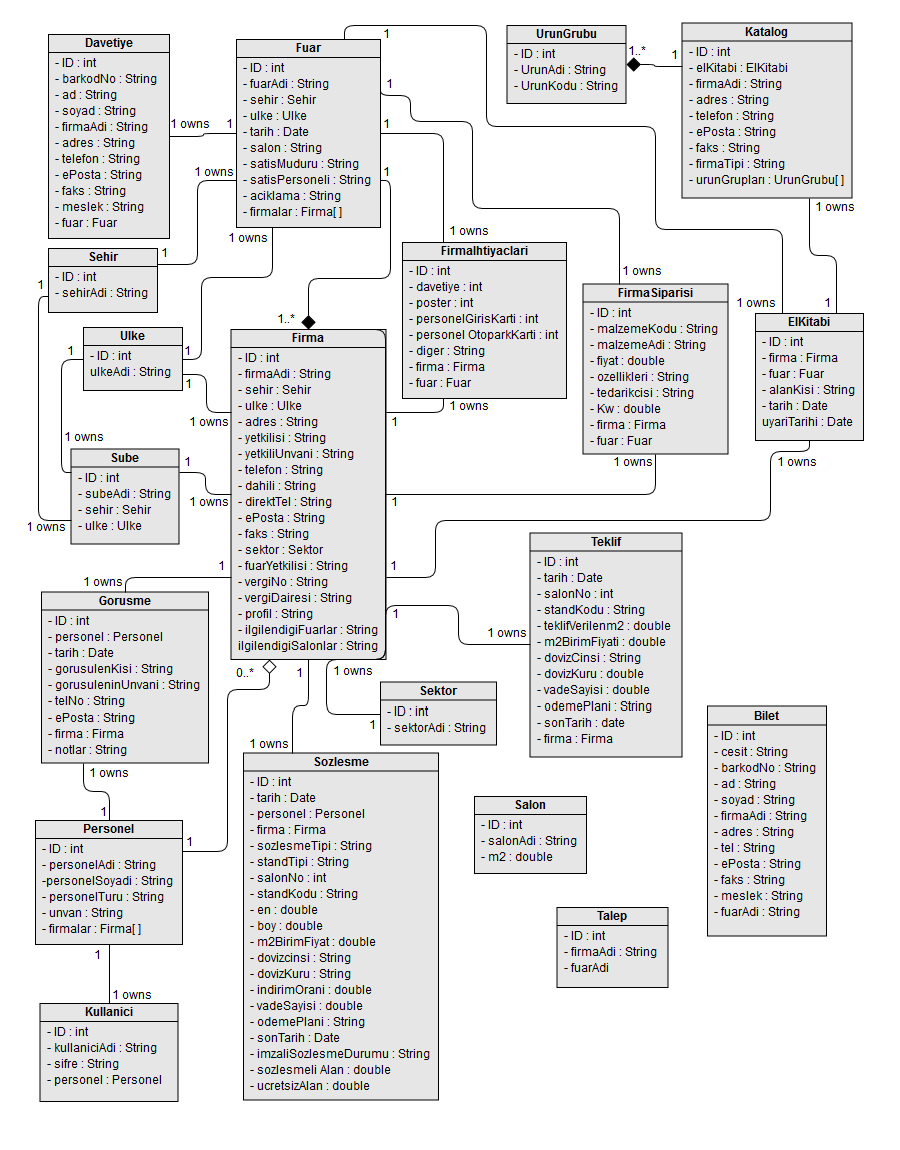 Davetiye
- ID : int
- barkodNo : String
- ad : String
- soyad : String
- firmaAdi : String
- adres : String
- telefon : String
- ePosta : String
- faks : String
- meslek : String
- fuar : Fuar
Fuar
- ID : int
- fuarAdi : String
- sehir : Sehir
- ulke : Ulke
- tarih : Date
- salon : String
- satisMuduru : String
- satisPersoneli : String
- aciklama : String
- firmalar : Firma[ ]
UrunGrubu
- ID : int
- UrunAdi : String
- UrunKodu : String
1..*
1
Katalog
- ID : int
- elKitabi : ElKitabi
- firmaAdi : String
- adres : String
- telefon : String
- ePosta : String
- faks : String
- firmaTipi : String
- urunGruplari : UrunGrubu[ ]
1 owns
1
1 owns
1
1 owns
1
1
1
1
1 owns
1
Sehir
- ID : int
- sehirAdi : String
1
FirmaIhtiyaclari
- ID : int
- davetiye : int
- poster : int
- personelGirisKarti : int
- personel OtoparkKarti : int
- diger : String
- firma : Firma
- fuar : Fuar
1 owns
FirmaSiparisi
- ID : int
- malzemeKodu : String
- malzemeAdi : String
- fiyat : double
- ozellikleri : String
- tedarikcisi : String
- Kw : double
- firma : Firma
- fuar : Fuar
1 owns
1
ElKitabi
- ID : int
- firma : Firma
- fuar : Fuar
- alanKisi : String
- tarih : Date
uyariTarihi : Date
1 owns
Ulke
- ID : int
ulkeAdi : String
1
1
1
1 owns
1 owns
1..*
Firma
- ID : int
- firmaAdi : String
- sehir : Sehir
- ulke : Ulke
- adres : String
- yetkilisi : String
- yetkiliUnvani : String
- telefon : String
- dahili : String
- direktTel : String
- ePosta : String
- faks : String
- sektor : Sektor
- fuarYetkilisi : String
- vergiNo : String
- vergiDairesi : String
- profil : String
- ilgilendigiFuarlar : String
ilgilendigiSalonlar : String
1 owns
1
1 owns
1
1
Sube
- ID : int
- subeAdi : String
- sehir : Sehir
- ulke : Ulke
1
1 owns
1 owns
1 owns
1
Gorusme
- ID : int
- personel : Personel
- tarih : Date
- gorusulenKisi : String
- gorusuleninUnvani : String
- telNo : String
- ePosta : String
- firma : Firma
- notlar : String
1 owns
1
Teklif
- ID : int
- tarih : Date
- salonNo : int
- standKodu : String
- teklifVerilenm2 : double
- m2BirimFiyati : double
- dovizCinsi : String
- dovizKuru : double
- vadeSayisi : double
- odemePlani : String
- sonTarih : date
- firma : Firma
1
1 owns
0..*
1
1 owns
Sektor
- ID : int
- sektorAdi : String
1
1 owns
Sozlesme
- ID : int
- tarih : Date
- personel : Personel
- firma : Firma
- sozlesmeTipi : String
- standTipi : String
- salonNo : int
- standKodu : String
- en : double
- boy : double
- m2BirimFiyat : double
- dovizcinsi : String
- dovizKuru : String
- indirimOrani : double
- vadeSayisi : double
- odemePlani : String
- sonTarih : Date
- imzaliSozlesmeDurumu : String
- sozlesmeli Alan : double
- ucretsizAlan : double
Bilet
- ID : int
- cesit : String
- barkodNo : String
- ad : String
- soyad : String
- firmaAdi : String
- adres : String
- tel : String
- ePosta : String
- faks : String
- meslek : String
- fuarAdi : String
Salon
- ID : int
- salonAdi : String
- m2 : double
Talep
- ID : int
- firmaAdi : String
- fuarAdi
Personel
- ID : int
- personelAdi : String
-personelSoyadi : String
- personelTuru : String
- unvan : String
- firmalar : Firma[ ]
1
1
1 owns
Kullanici
- ID : int
- kullaniciAdi : String
- sifre : String
- personel : Personel